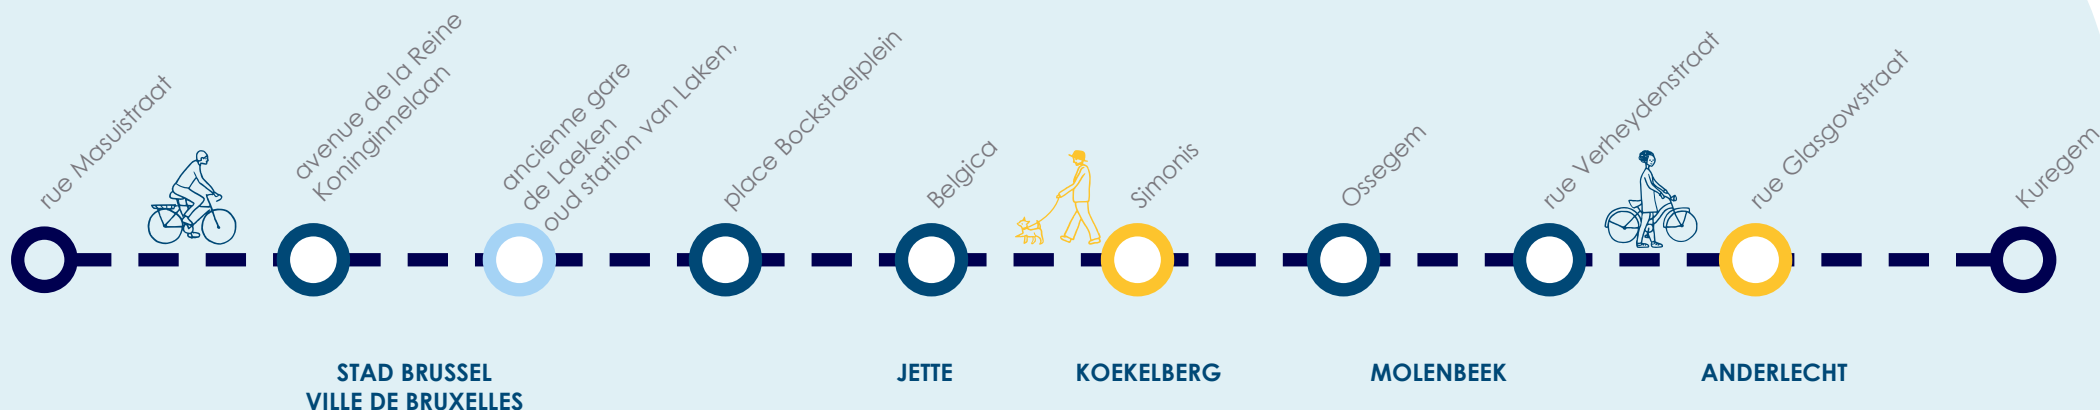 rue Masuistraat
avenue de la Reine
Koninginnelaan
ancienne gare
de Laeken
oud station van Laken,
place Bockstaelplein
Belgica
Simonis
Ossegem
rue Verheydenstraat
rue Glasgowstraat
Kuregem
STAD BRUSSEL
VILLE DE BRUXELLES
JETTE
KOEKELBERG
MOLENBEEK
ANDERLECHT